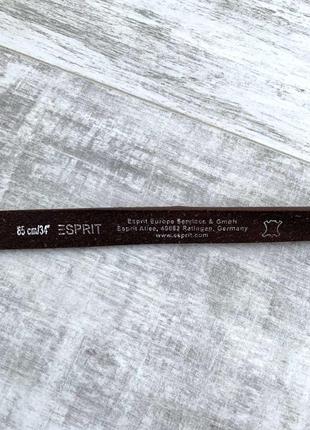 85 cm/34" ESPRIT
Esprit Europe Services & GmbH
Esprit Allee, 40882 Ratingen, Germany
www.esprit.com